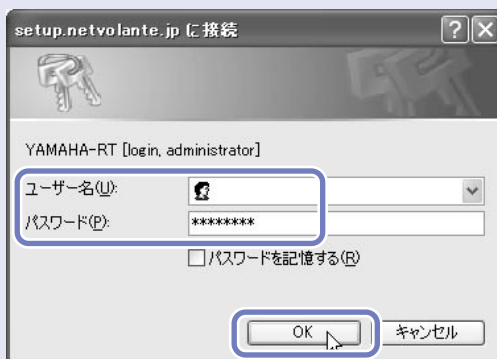 setup.netvolante.jp に接続
YAMAHA-RT [login, administrator]
ユーザー名(U):
パスワード(P): ********
パスワードを記憶する(R)
OK キャンセル